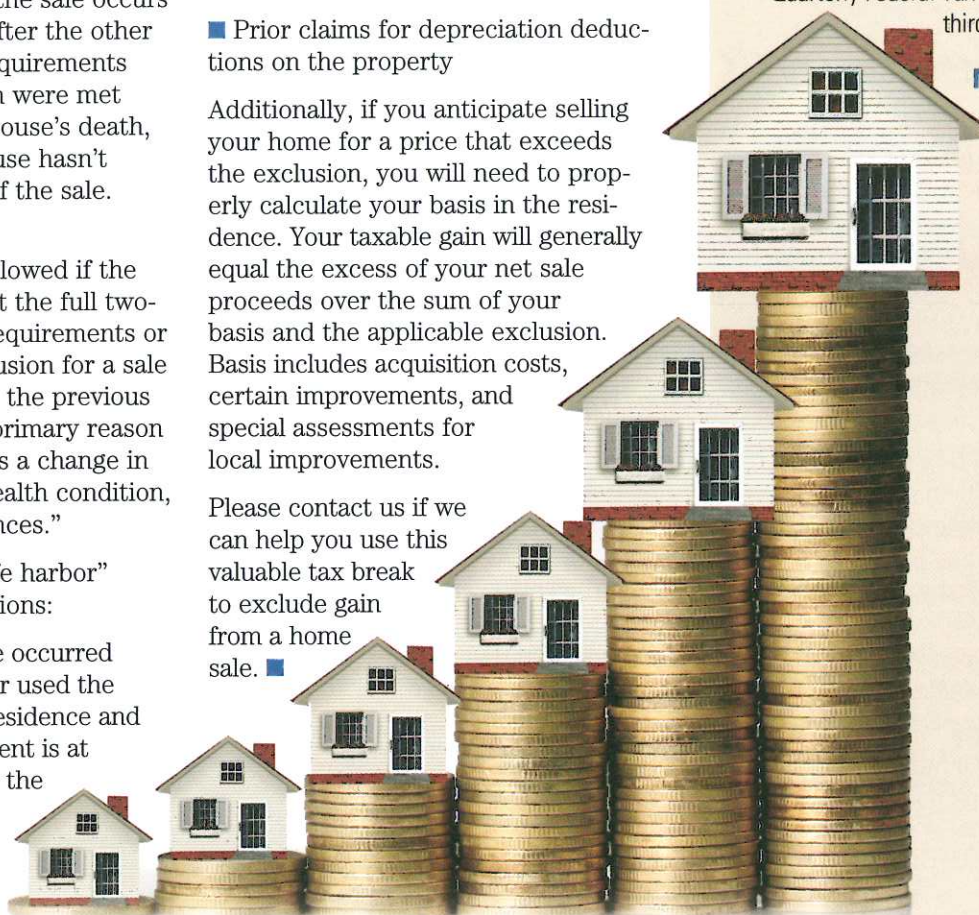 the sale occurs
fter the other
quirements
n were met
ouse's death,
use hasn't
f the sale.
llowed if the
t the full two-
equirements or
usion for a sale
the previous
primary reason
s a change in
ealth condition,
nces."
e harbor"
ions:
e occurred
r used the
esidence and
ent is at
the
■ Prior claims for depreciation deduc-
tions on the property
Additionally, if you anticipate selling
your home for a price that exceeds
the exclusion, you will need to prop-
erly calculate your basis in the resi-
dence. Your taxable gain will generally
equal the excess of your net sale
proceeds over the sum of your
basis and the applicable exclusion.
Basis includes acquisition costs,
certain improvements, and
special assessments for
local improvements.
Please contact us if we
can help you use this
valuable tax break
to exclude gain
from a home
sale. ■
third